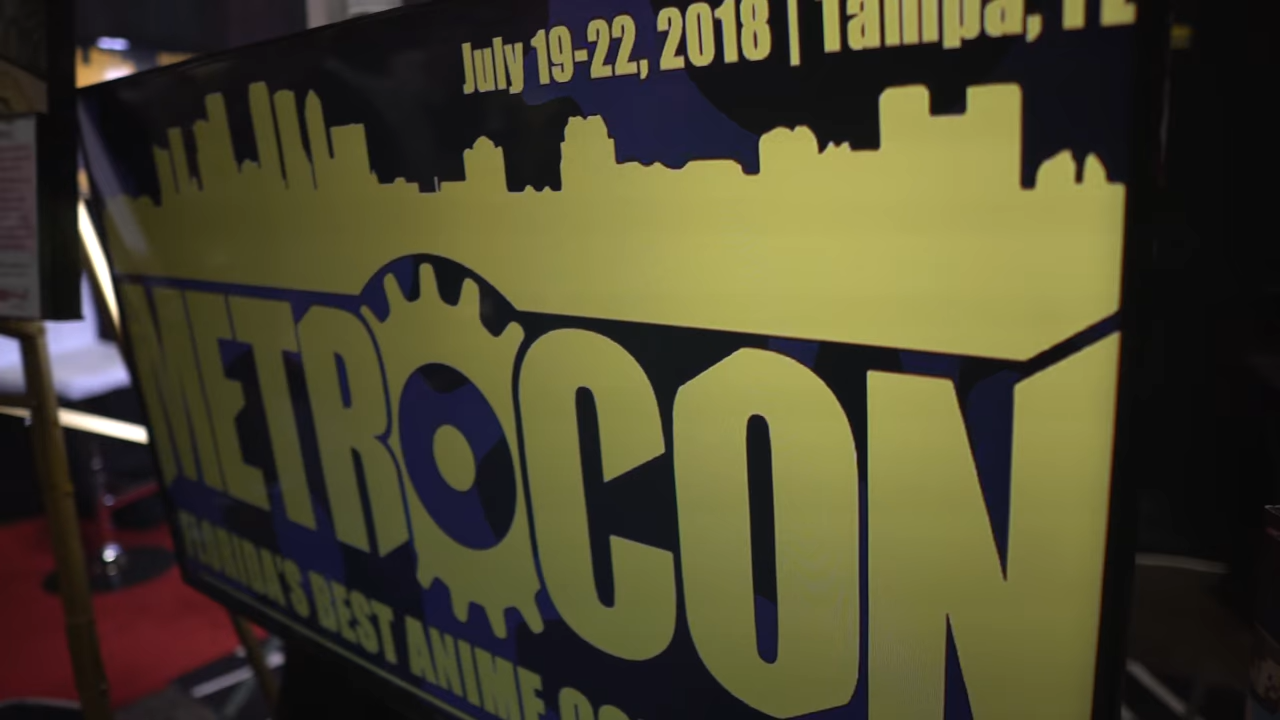 July 19-22, 2018 | Tampa, FL
METROCON
FLORIDA'S BEST ANIME